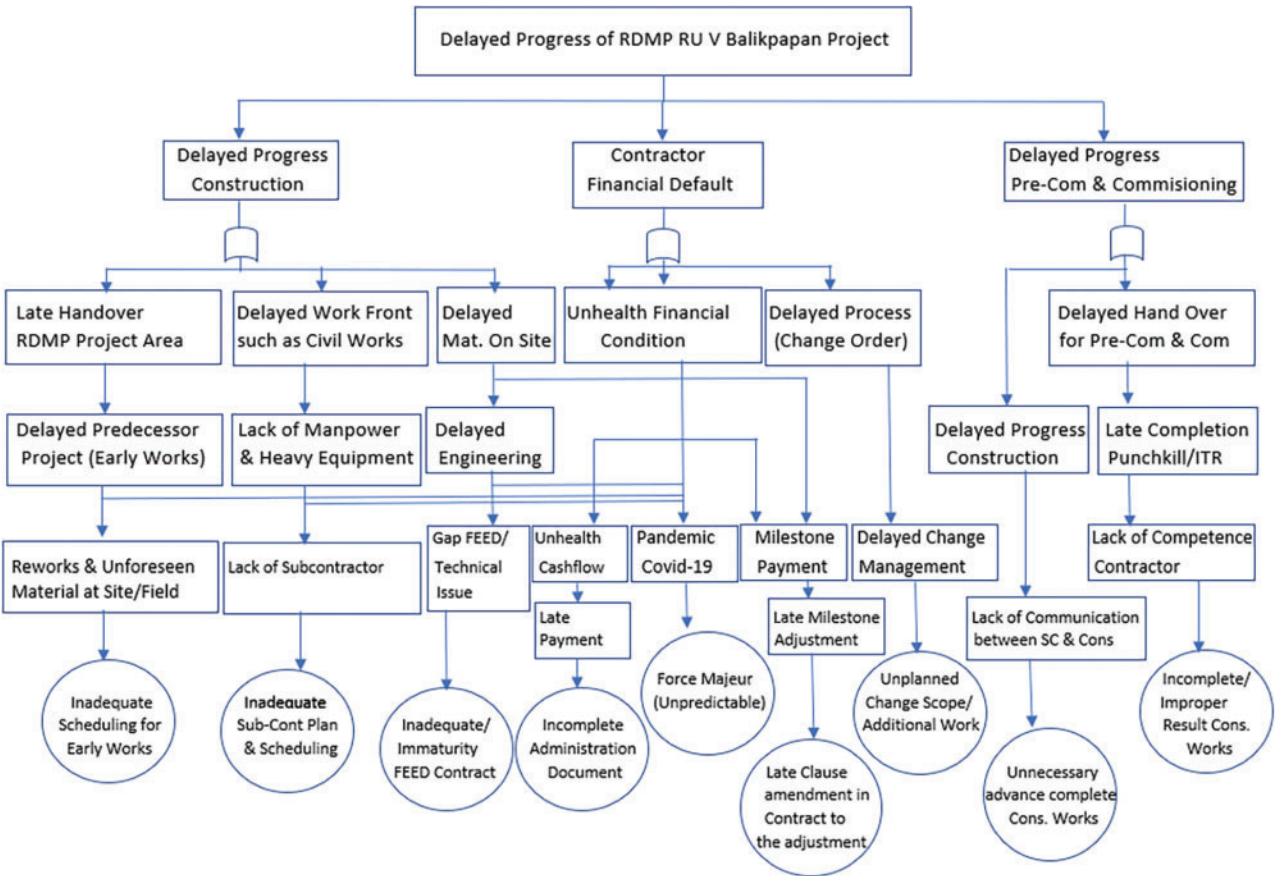 Delayed Progress of RDMP RU V Balikpapan Project
Delayed Progress
Construction
Contractor
Financial Default
Delayed Progress
Pre-Com & Commisioning
Late Handover
RDMP Project Area
Delayed Work Front
such as Civil Works
Delayed
Mat. On Site
Unhealth Financial
Condition
Delayed Process
(Change Order)
Delayed Hand Over
for Pre-Com & Com
Delayed Predecessor
Project (Early Works)
Lack of Manpower
& Heavy Equipment
Delayed
Engineering
Delayed Progress
Construction
Late Completion
Punchkill/ITR
Reworks & Unforeseen
Material at Site/Field
Lack of Subcontractor
Gap FEED/
Technical
Issue
Unhealth
Cashflow
Pandemic
Covid-19
Milestone
Payment
Delayed Change
Management
Lack of Competence
Contractor
Late
Payment
Late Milestone
Adjustment
Lack of Communication
between SC & Cons
Inadequate
Scheduling for
Early Works
Inadequate
Sub-Cont Plan
& Scheduling
Inadequate/
Immaturity
FEED Contract
Incomplete
Administration
Document
Force Majeur
(Unpredictable)
Late Clause
amendment in
Contract to
the adjustment
Unplanned
Change Scope/
Additional Work
Unnecessary
advance complete
Cons. Works
Incomplete/
Improper
Result Cons.
Works